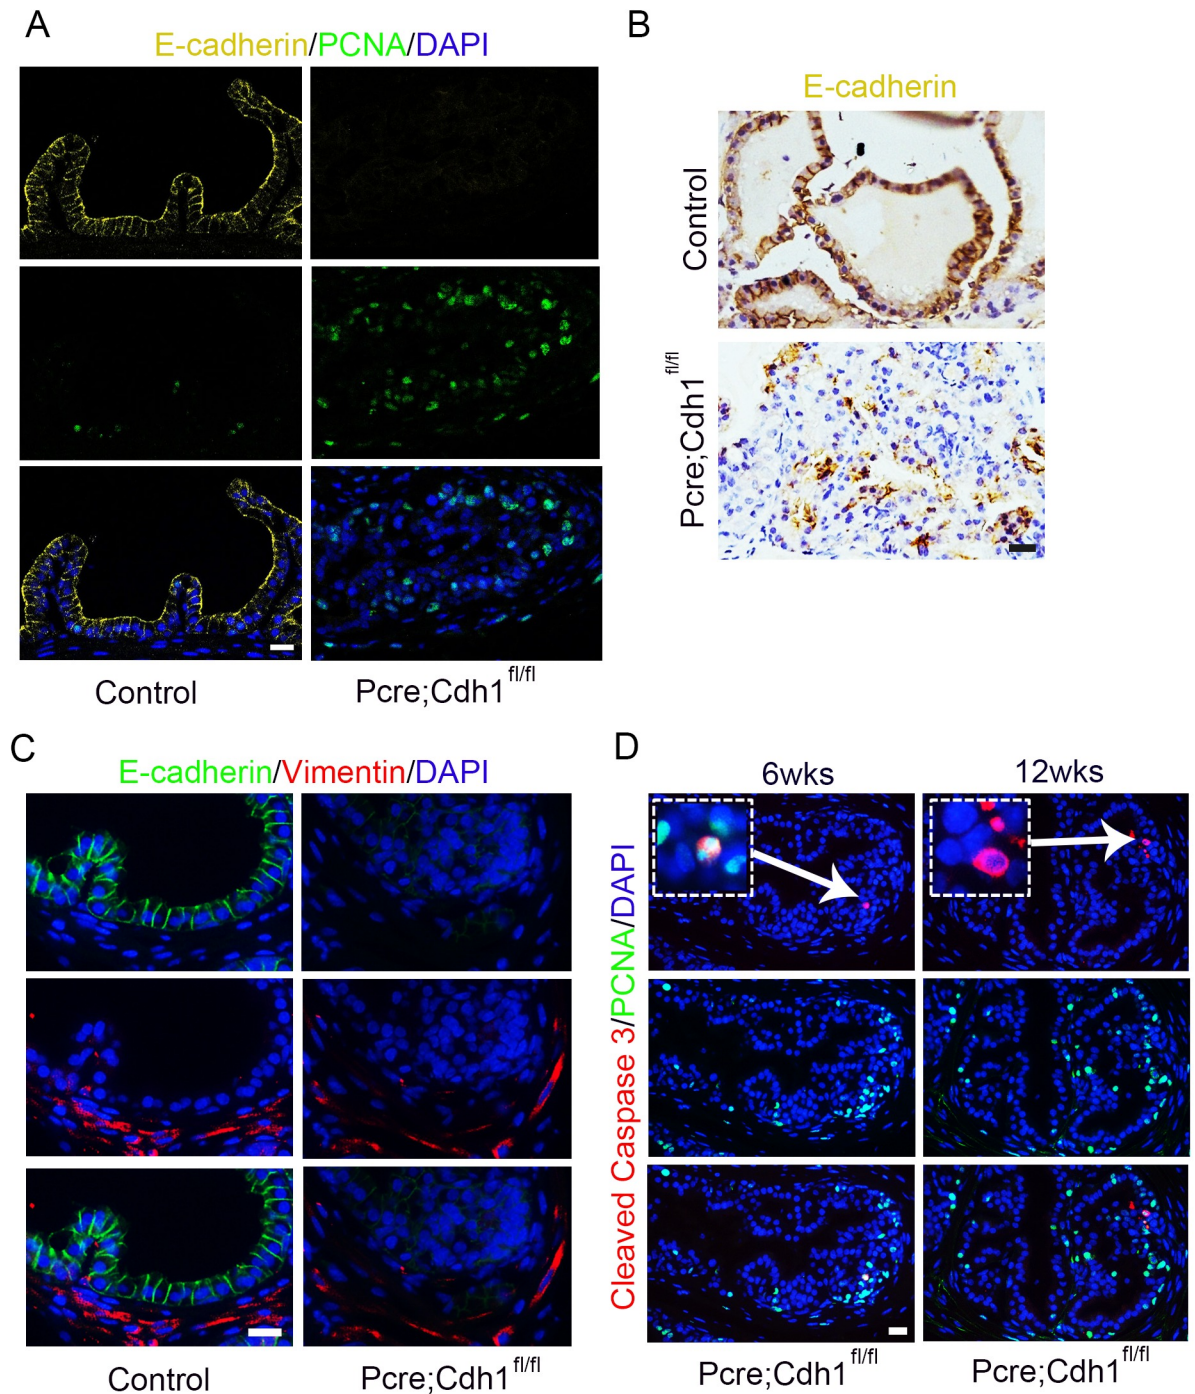 A
E-cadherin/PCNA/DAPI
Control
Pcre;Cdh1fl/fl
B
E-cadherin
Control
Pcre;Cdh1fl/fl
C
E-cadherin/Vimentin/DAPI
Control
Pcre;Cdh1fl/fl
D
6wks
12wks
Cleaved Caspase 3/PCNA/DAPI
Pcre;Cdh1fl/fl
Pcre;Cdh1fl/fl